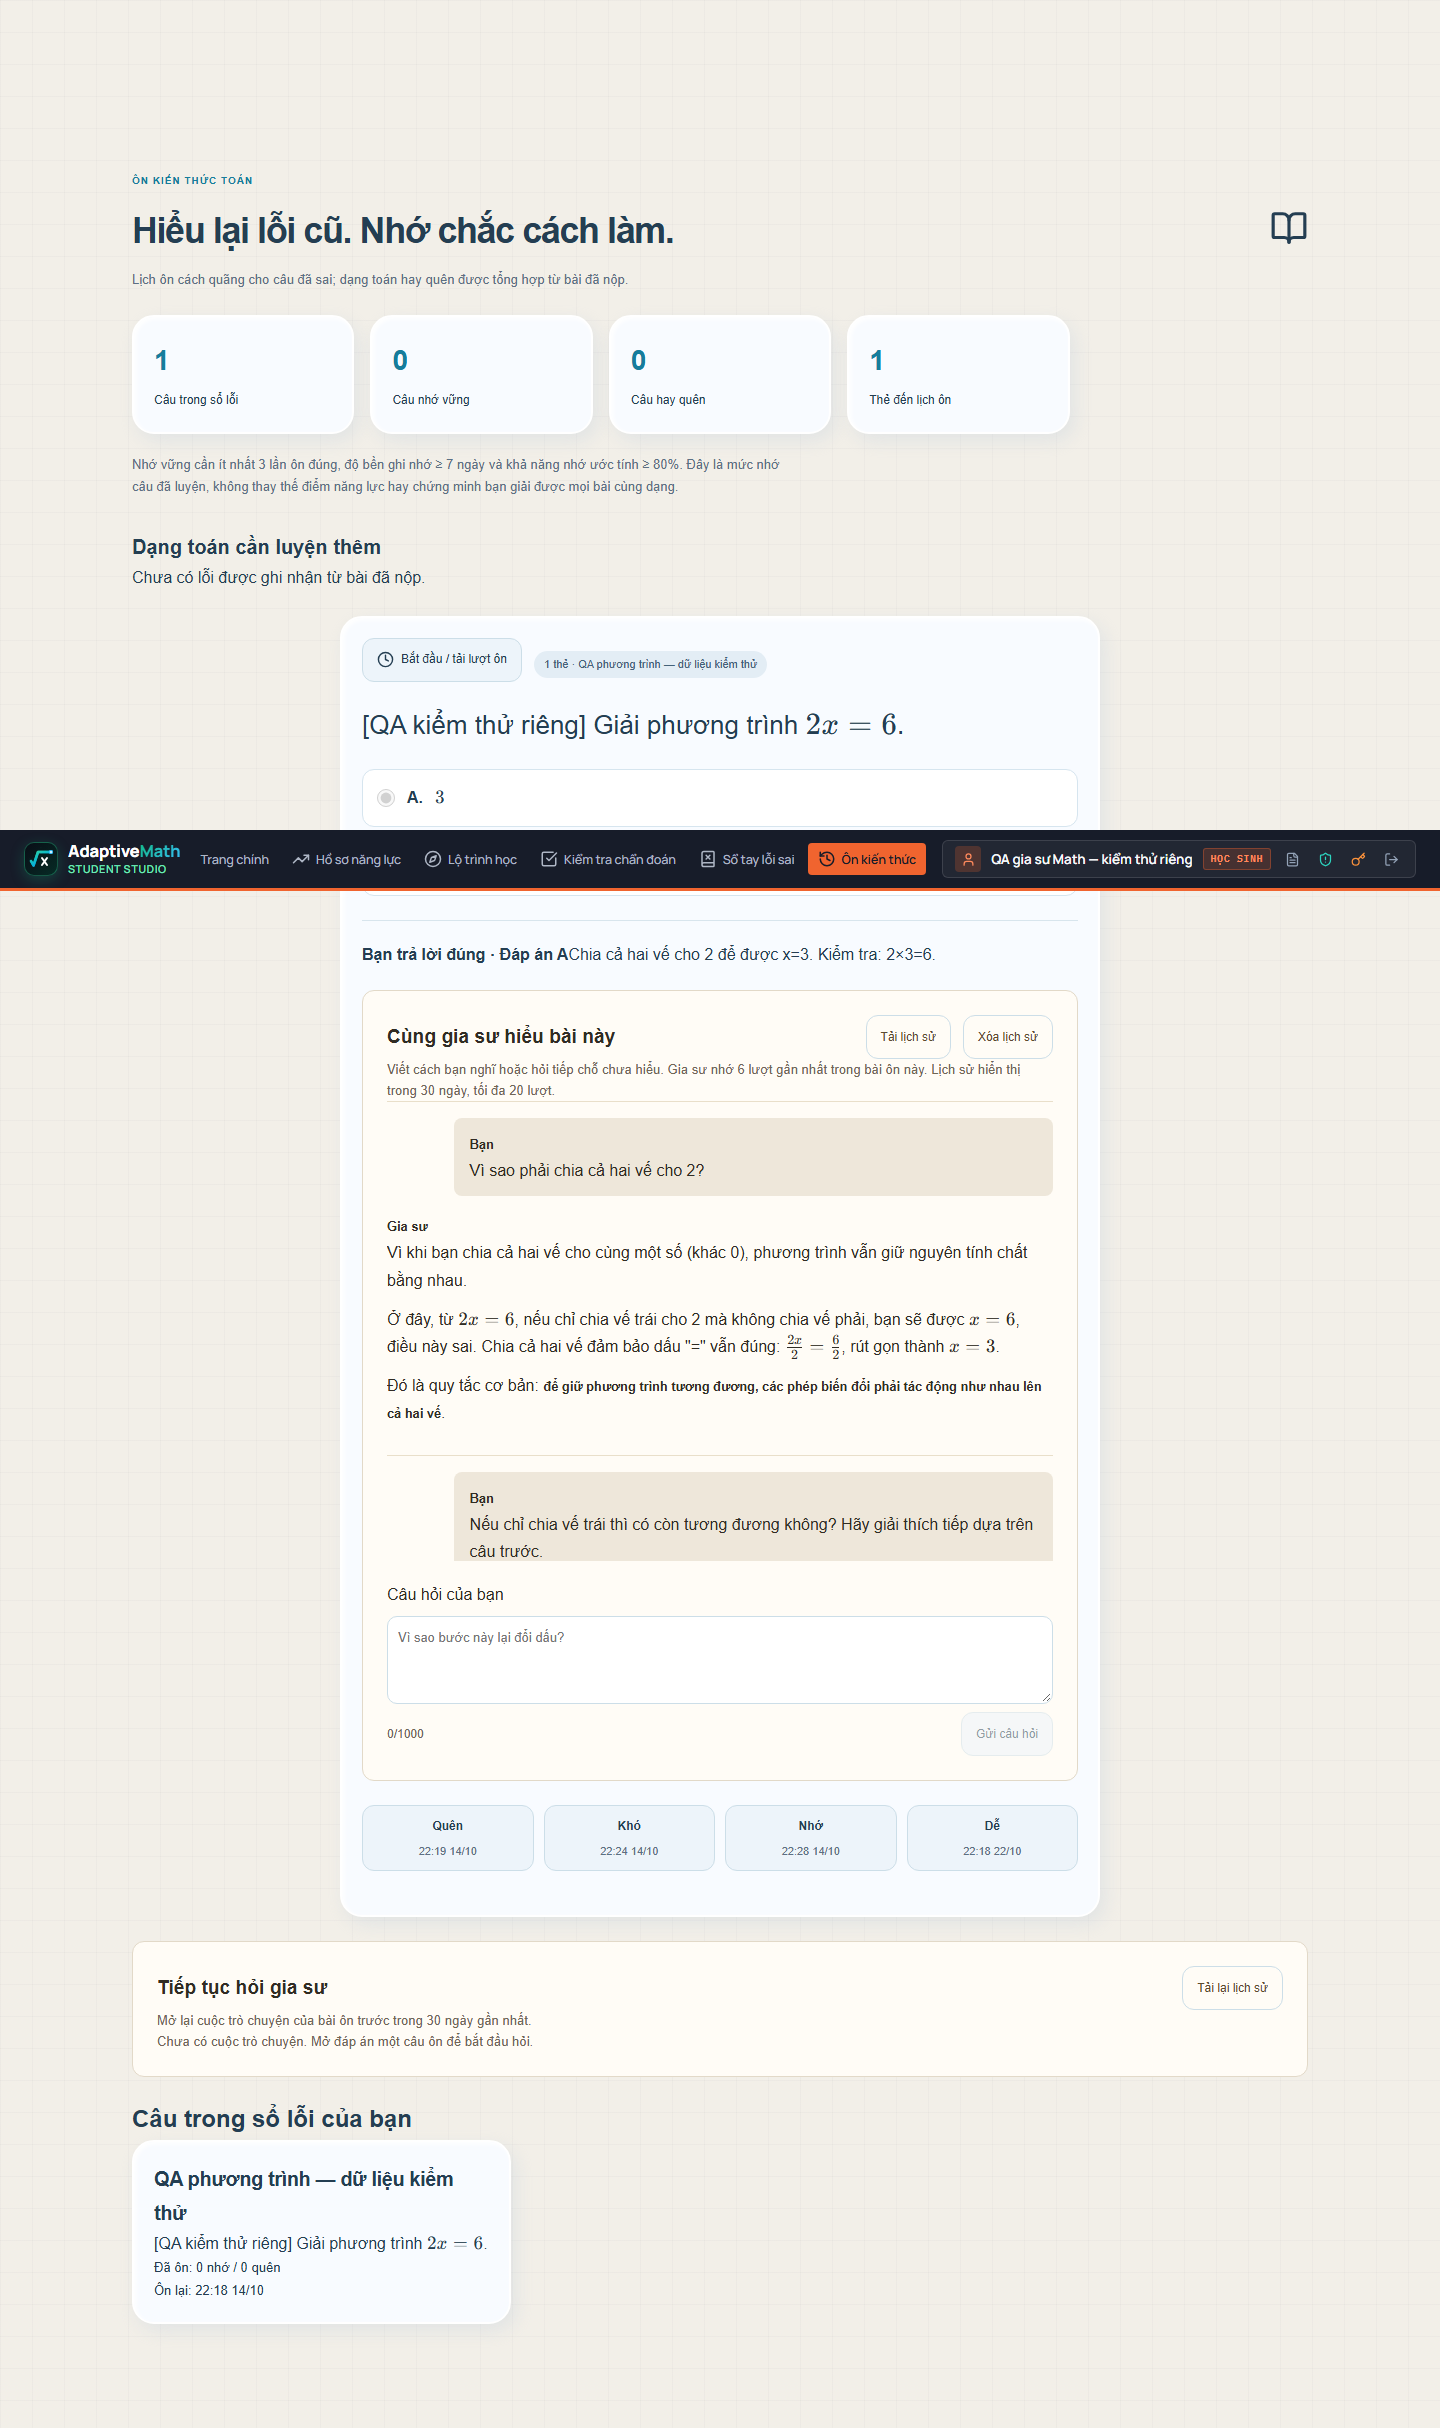 ÔN KIẾN THỨC TOÁN
Hiểu lại lỗi cũ. Nhớ chắc cách làm.
Lịch ôn cách quãng cho câu đã sai; dạng toán hay quên được tổng hợp từ bài đã nộp.
1
Câu trong sổ lỗi
0
Câu nhớ vững
0
Câu hay quên
1
Thẻ đến lịch ôn
Nhớ vững cần ít nhất 3 lần ôn đúng, độ bền ghi nhớ ≥ 7 ngày và khả năng nhớ ước tính ≥ 80%. Đây là mức nhớ
câu đã luyện, không thay thế điểm năng lực hay chứng minh bạn giải được mọi bài cùng dạng.
Dạng toán cần luyện thêm
Chưa có lỗi được ghi nhận từ bài đã nộp.
Bắt đầu / tải lượt ôn
1 thẻ · QA phương trình — dữ liệu kiểm thử
[QA kiểm thử riêng] Giải phương trình 2x = 6.
A. 3
AdaptiveMath
STUDENT STUDIO
Trang chính
Hồ sơ năng lực
Lộ trình học
Kiểm tra chẩn đoán
Sổ tay lỗi sai
Ôn kiến thức
QA gia sư Math — kiểm thử riêng
HỌC SINH
Bạn trả lời đúng · Đáp án AChia cả hai vế cho 2 để được x=3. Kiểm tra: 2×3=6.
Cùng gia sư hiểu bài này
Tải lịch sử
Xóa lịch sử
Viết cách bạn nghĩ hoặc hỏi tiếp chỗ chưa hiểu. Gia sư nhớ 6 lượt gần nhất trong bài ôn này. Lịch sử hiển thị
trong 30 ngày, tối đa 20 lượt.
Bạn
Vì sao phải chia cả hai vế cho 2?
Gia sư
Vì khi bạn chia cả hai vế cho cùng một số (khác 0), phương trình vẫn giữ nguyên tính chất
bằng nhau.
Ở đây, từ 2x = 6, nếu chỉ chia vế trái cho 2 mà không chia vế phải, bạn sẽ được x = 6,
điều này sai. Chia cả hai vế đảm bảo dấu "=" vẫn đúng: 2x/2 = 6/2, rút gọn thành x = 3.
Đó là quy tắc cơ bản: để giữ phương trình tương đương, các phép biến đổi phải tác động như nhau lên
cả hai vế.
Bạn
Nếu chỉ chia vế trái thì có còn tương đương không? Hãy giải thích tiếp dựa trên
câu trước.
Câu hỏi của bạn
Vì sao bước này lại đổi dấu?
0/1000
Gửi câu hỏi
Quên
22:19 14/10
Khó
22:24 14/10
Nhớ
22:28 14/10
Dễ
22:18 22/10
Tiếp tục hỏi gia sư
Tải lại lịch sử
Mở lại cuộc trò chuyện của bài ôn trước trong 30 ngày gần nhất.
Chưa có cuộc trò chuyện. Mở đáp án một câu ôn để bắt đầu hỏi.
Câu trong sổ lỗi của bạn
QA phương trình — dữ liệu kiểm
thử
[QA kiểm thử riêng] Giải phương trình 2x = 6.
Đã ôn: 0 nhớ / 0 quên
Ôn lại: 22:18 14/10